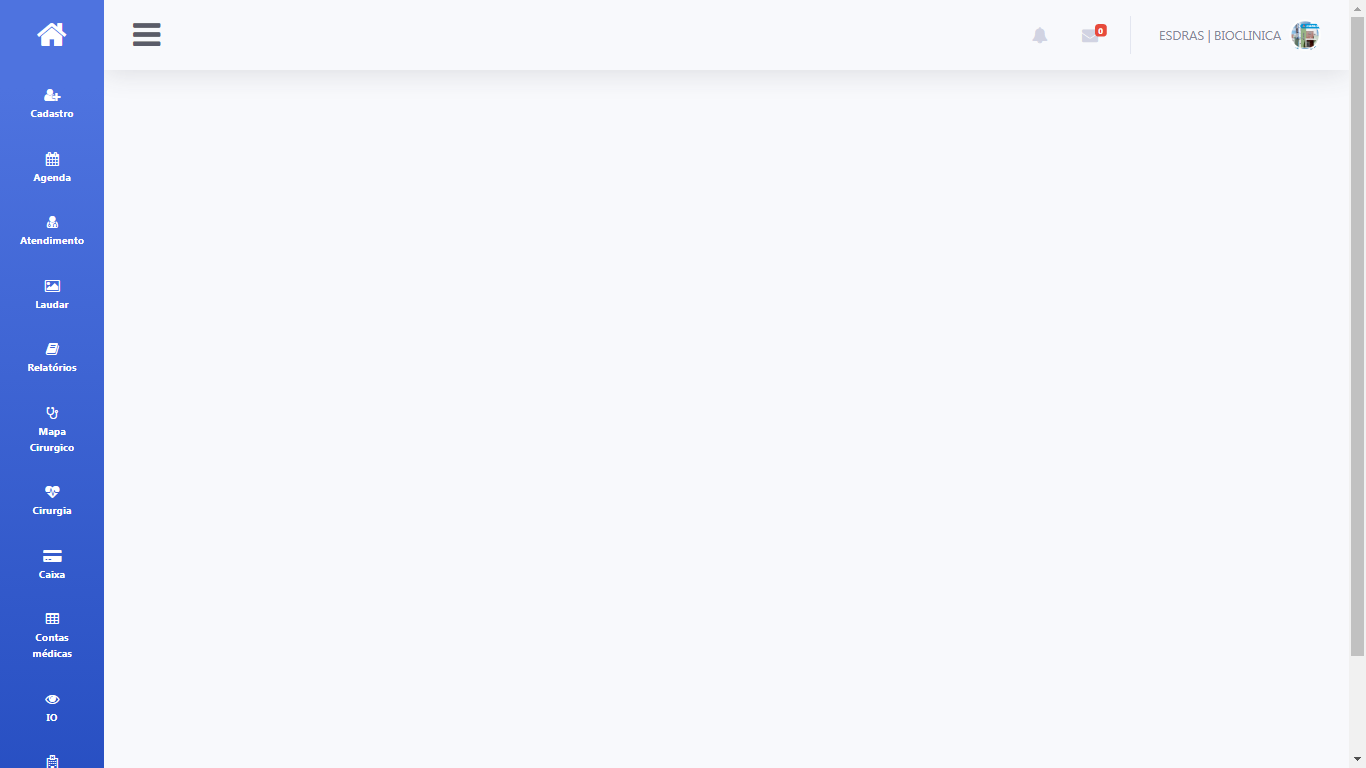 0
ESDRAS | BIOCLINICA
Cadastro
Agenda
Atendimento
Laudar
Relatórios
Mapa
Cirurgico
Cirurgia
Caixa
Contas
médicas
IO